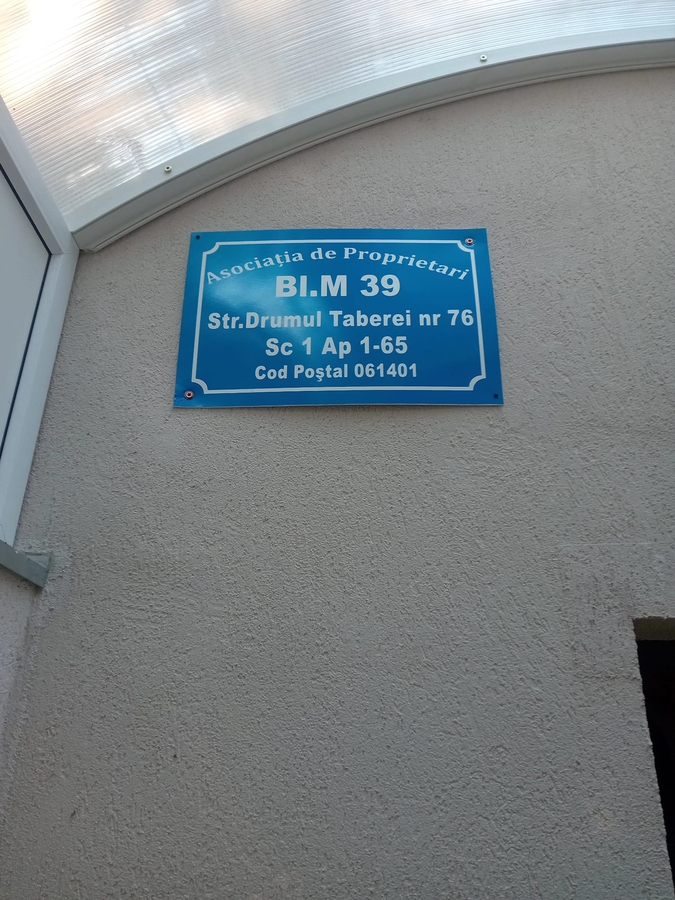 Asociația de Proprietari
Bl.M 39
Str.Drumul Taberei nr 76
Sc 1 Ap 1-65
Cod Poştal 061401